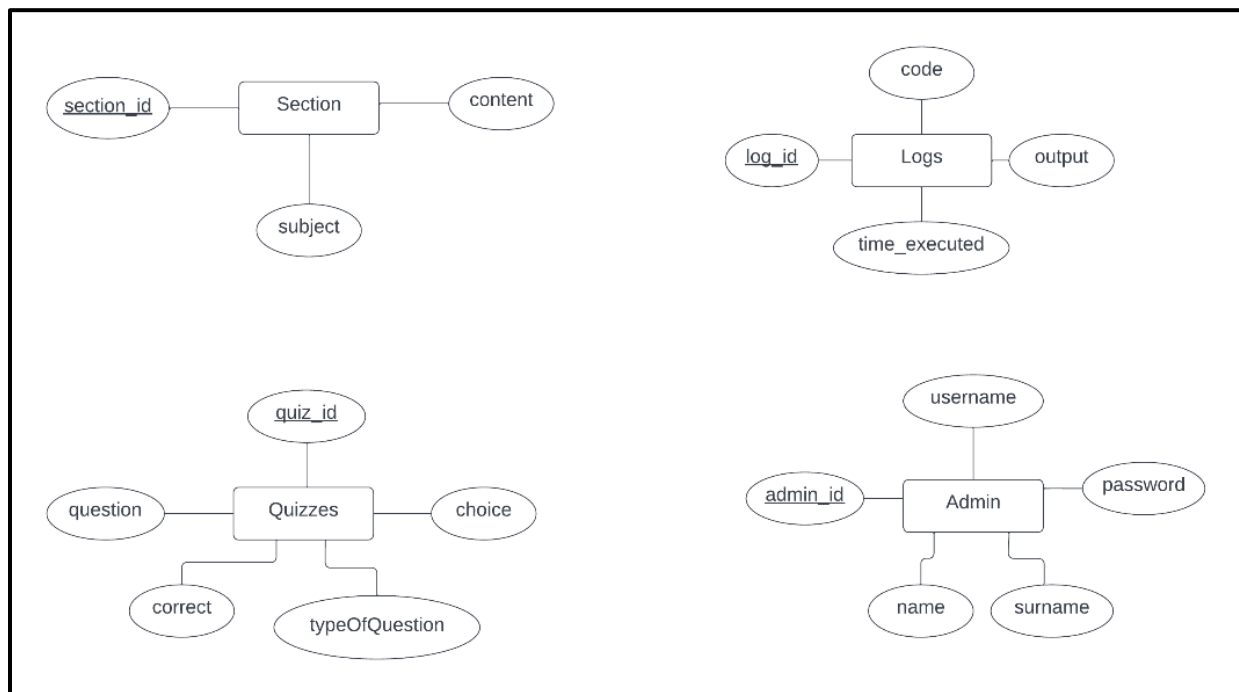 section_id
Section
content
subject
code
log_id
Logs
output
time_executed
quiz_id
question
Quizzes
choice
correct
typeOfQuestion
username
admin_id
Admin
password
name
surname